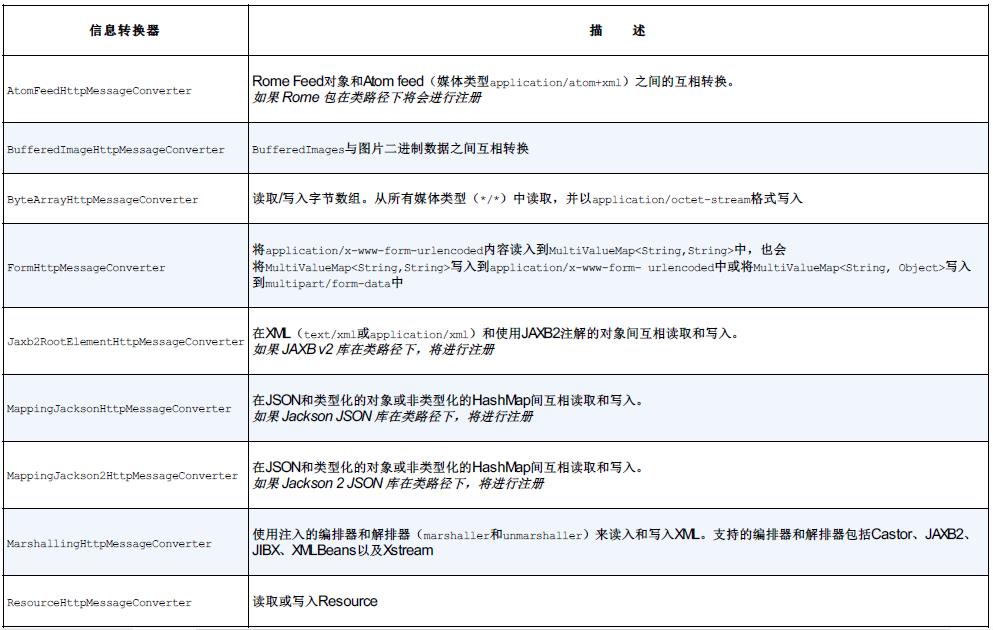 信息转换器
描 述
AtomFeedHttpMessageConverter
Rome Feed对象和Atom feed（媒体类型application/atom+xml）之间的互相转换。
如果 Rome 包在类路径下将会进行注册
BufferedImageHttpMessageConverter
BufferedImages与图片二进制数据之间互相转换
ByteArrayHttpMessageConverter
读取/写入字节数组。从所有媒体类型（*/*）中读取，并以application/octet-stream格式写入
FormHttpMessageConverter
将application/x-www-form-urlencoded内容读入到MultiValueMap<String,String>中，也会
将MultiValueMap<String,String>写入到application/x-www-form- urlencoded中或将MultiValueMap<String, Object>写入
到multipart/form-data中
Jaxb2RootElementHttpMessageConverter
在XML（text/xml或application/xml）和使用JAXB2注解的对象间互相读取和写入。
如果 JAXB v2 库在类路径下，将进行注册
MappingJacksonHttpMessageConverter
在JSON和类型化的对象或非类型化的HashMap间互相读取和写入。
如果 Jackson JSON 库在类路径下，将进行注册
MappingJackson2HttpMessageConverter
在JSON和类型化的对象或非类型化的HashMap间互相读取和写入。
如果 Jackson 2 JSON 库在类路径下，将进行注册
MarshallingHttpMessageConverter
使用注入的编排器和解排器（marshaller和unmarshaller）来读入和写入XML。支持的编排器和解排器包括Castor、JAXB2、
JIBX、XMLBeans以及Xstream
ResourceHttpMessageConverter
读取或写入Resource